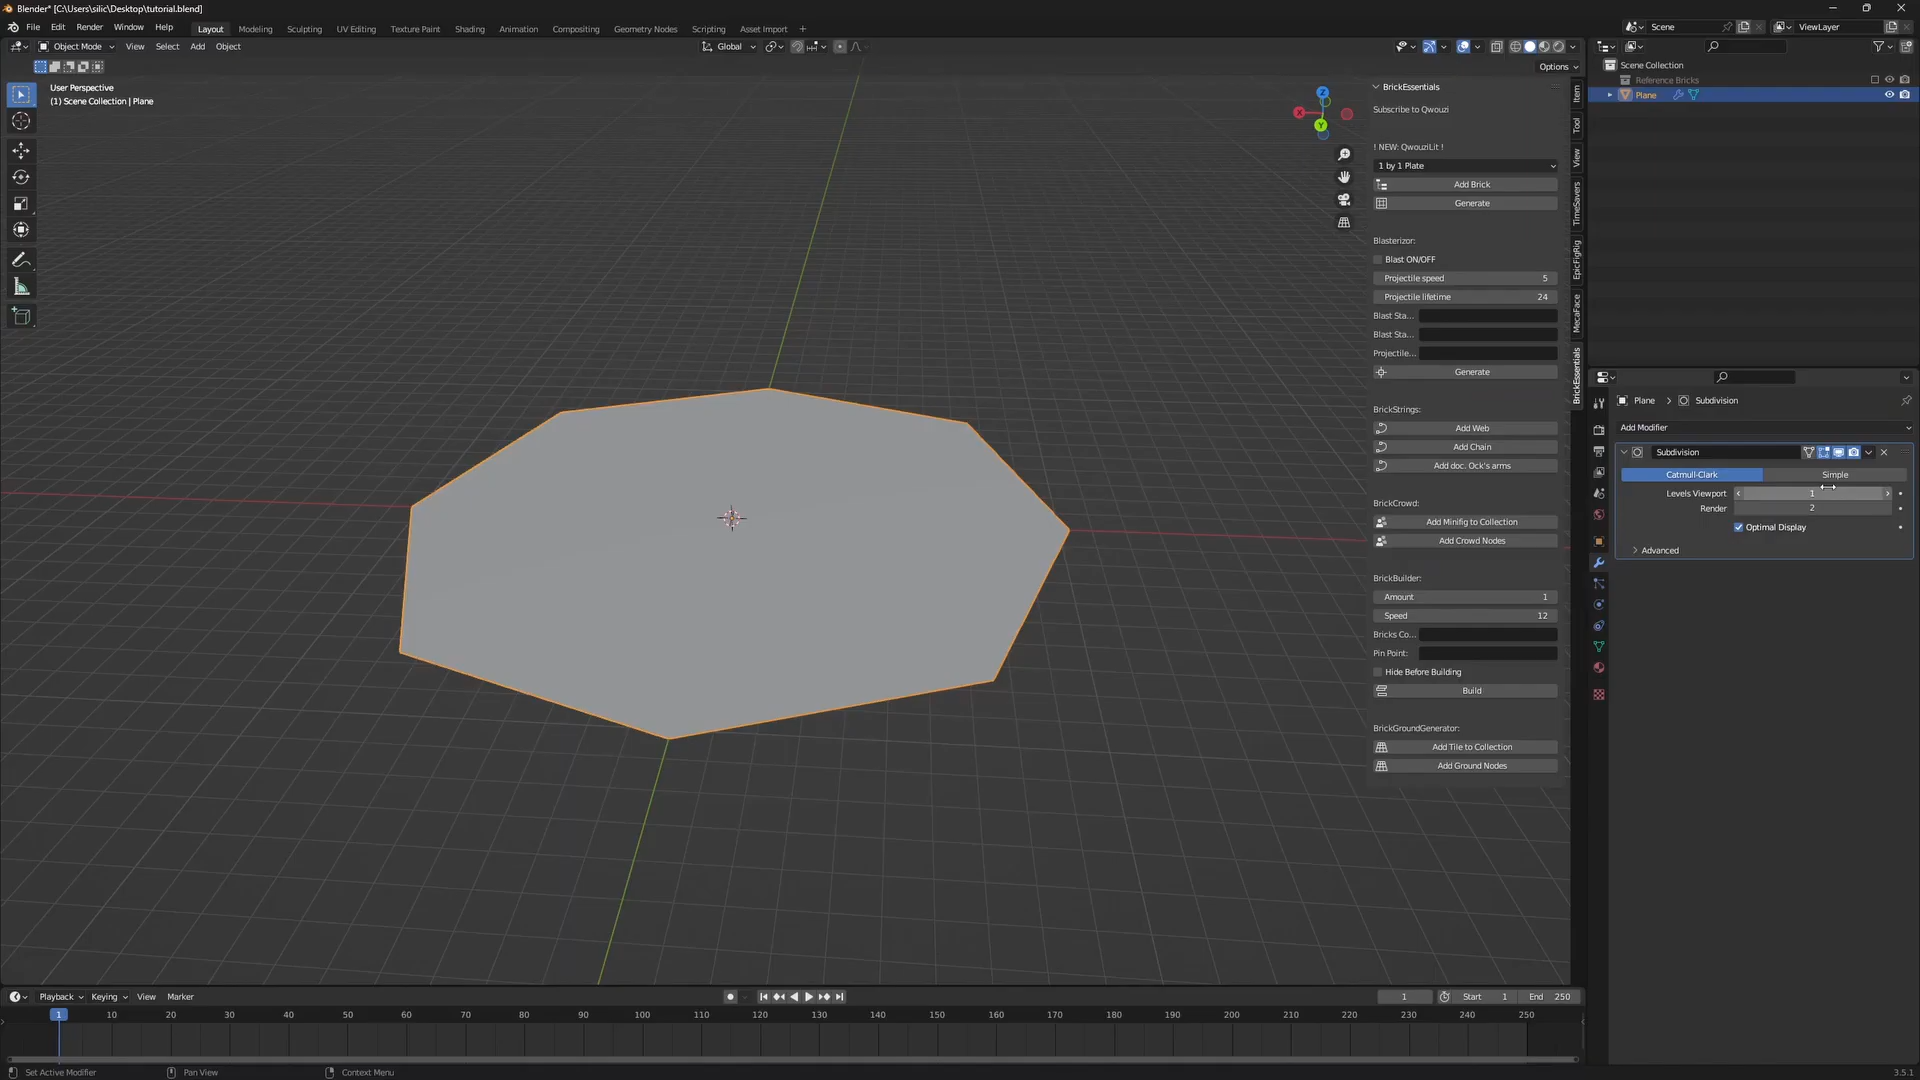 Blender* [C:\Users\silic\Desktop\tutorial.blend]
File Edit Render Window Help
Layout Modeling Sculpting UV Editing Texture Paint Shading Animation Rendering Compositing Geometry Nodes Scripting Asset Import +
Scene
ViewLayer
Object Mode View Select Add Object
Global
Options
User Perspective
(1) Scene Collection | Plane
X
Y
Z
BrickEssentials
Subscribe to Qwouzi
! NEW: QwouziLit !
1 by 1 Plate
Add Brick
Generate
Blasterizor:
Blast ON/OFF
Projectile speed 5
Projectile lifetime 24
Blast Sta...
Blast Sta...
Projectile...
Generate
BrickStrings:
Add Web
Add Chain
Add doc. Ock's arms
BrickCrowd:
Add Minifig to Collection
Add Crowd Nodes
BrickBuilder:
Amount 1
Speed 12
Bricks Co...
Pin Point:
Hide Before Building
Build
BrickGroundGenerator:
Add Tile to Collection
Add Ground Nodes
Item
Tool
View
TimeSavers
EpicFigRig
MecaFace
BrickEssentials
Scene Collection
Reference Bricks
Plane
Plane > Subdivision
Add Modifier
Subdivision
Catmull-Clark Simple
Levels Viewport 1
Render 2
Optimal Display
Advanced
Playback Keying View Marker
1 Start 1 End 250
1 10 20 30 40 50 60 70 80 90 100 110 120 130 140 150 160 170 180 190 200 210 220 230 240 250
Set Active Modifier Pan View Context Menu
3.5.1